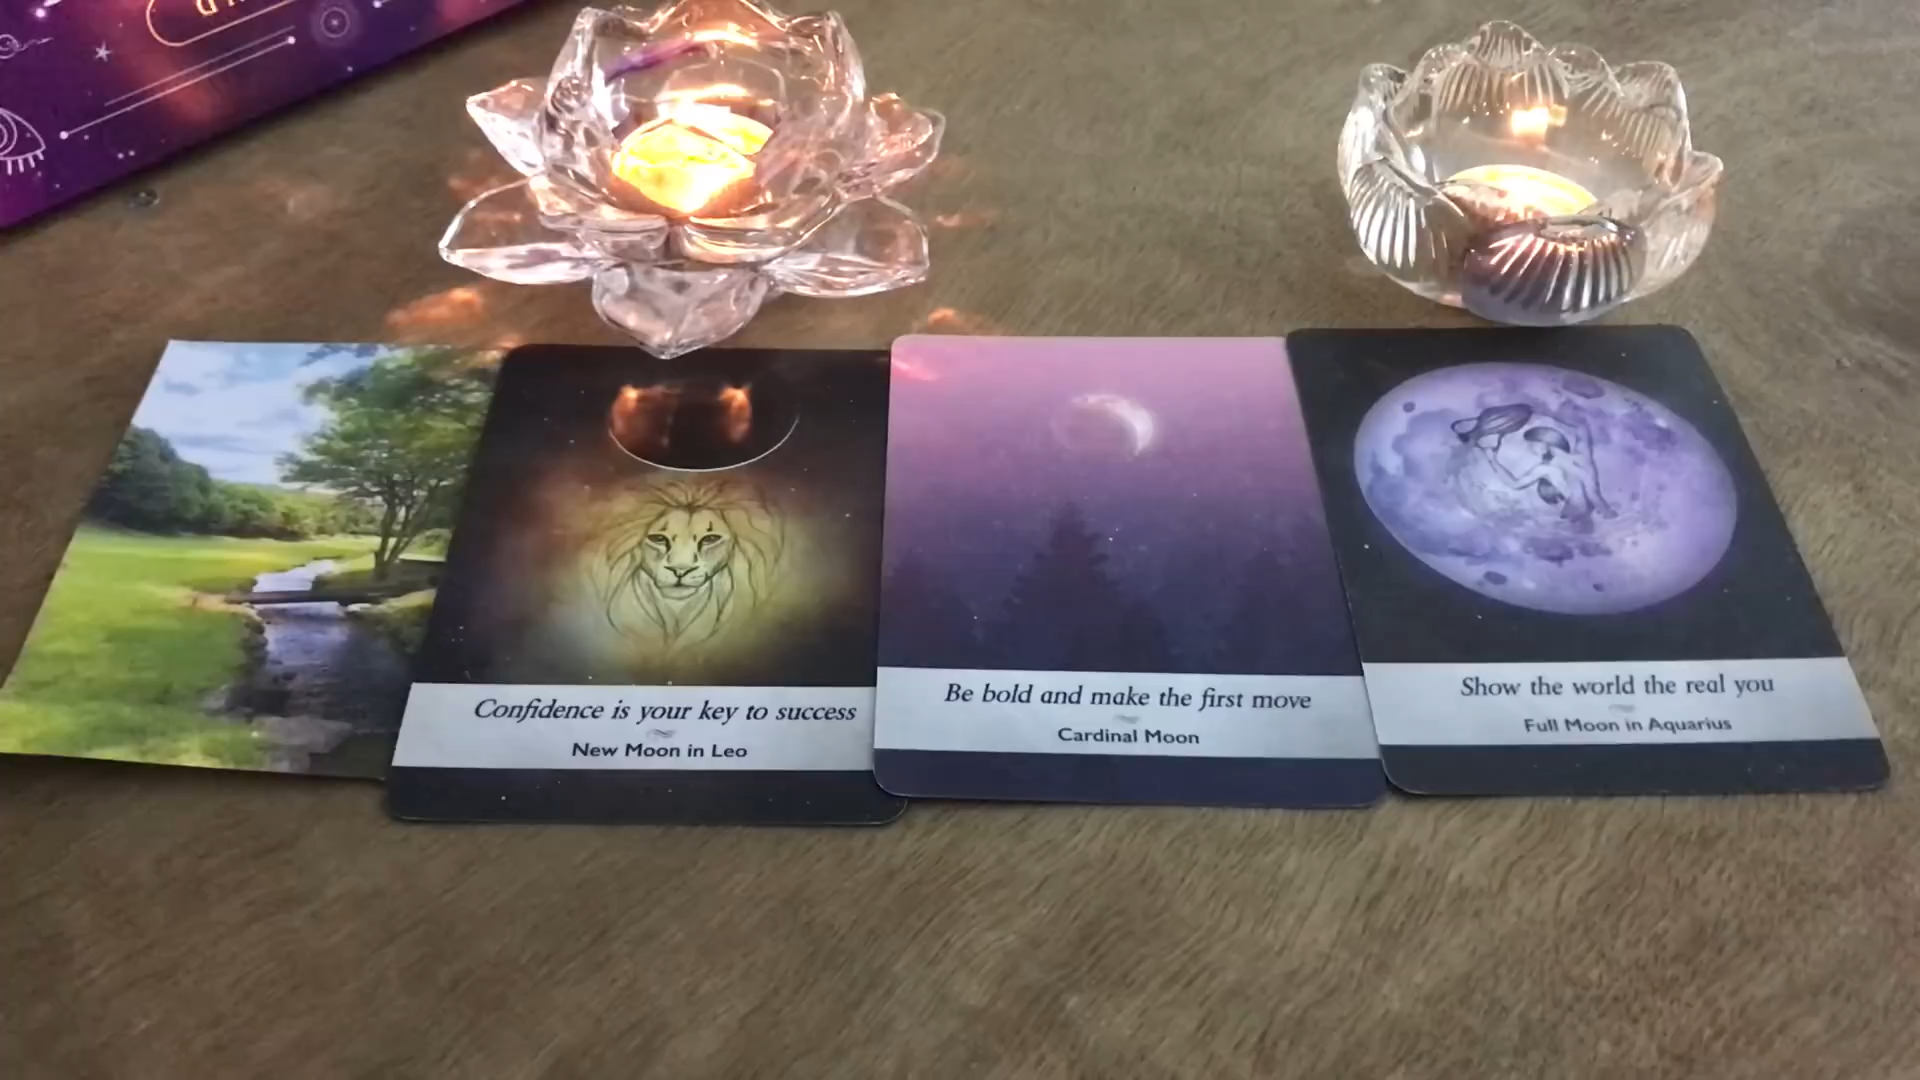 Confidence is your key to success
New Moon in Leo
Be bold and make the first move
Cardinal Moon
Show the world the real you
Full Moon in Aquarius